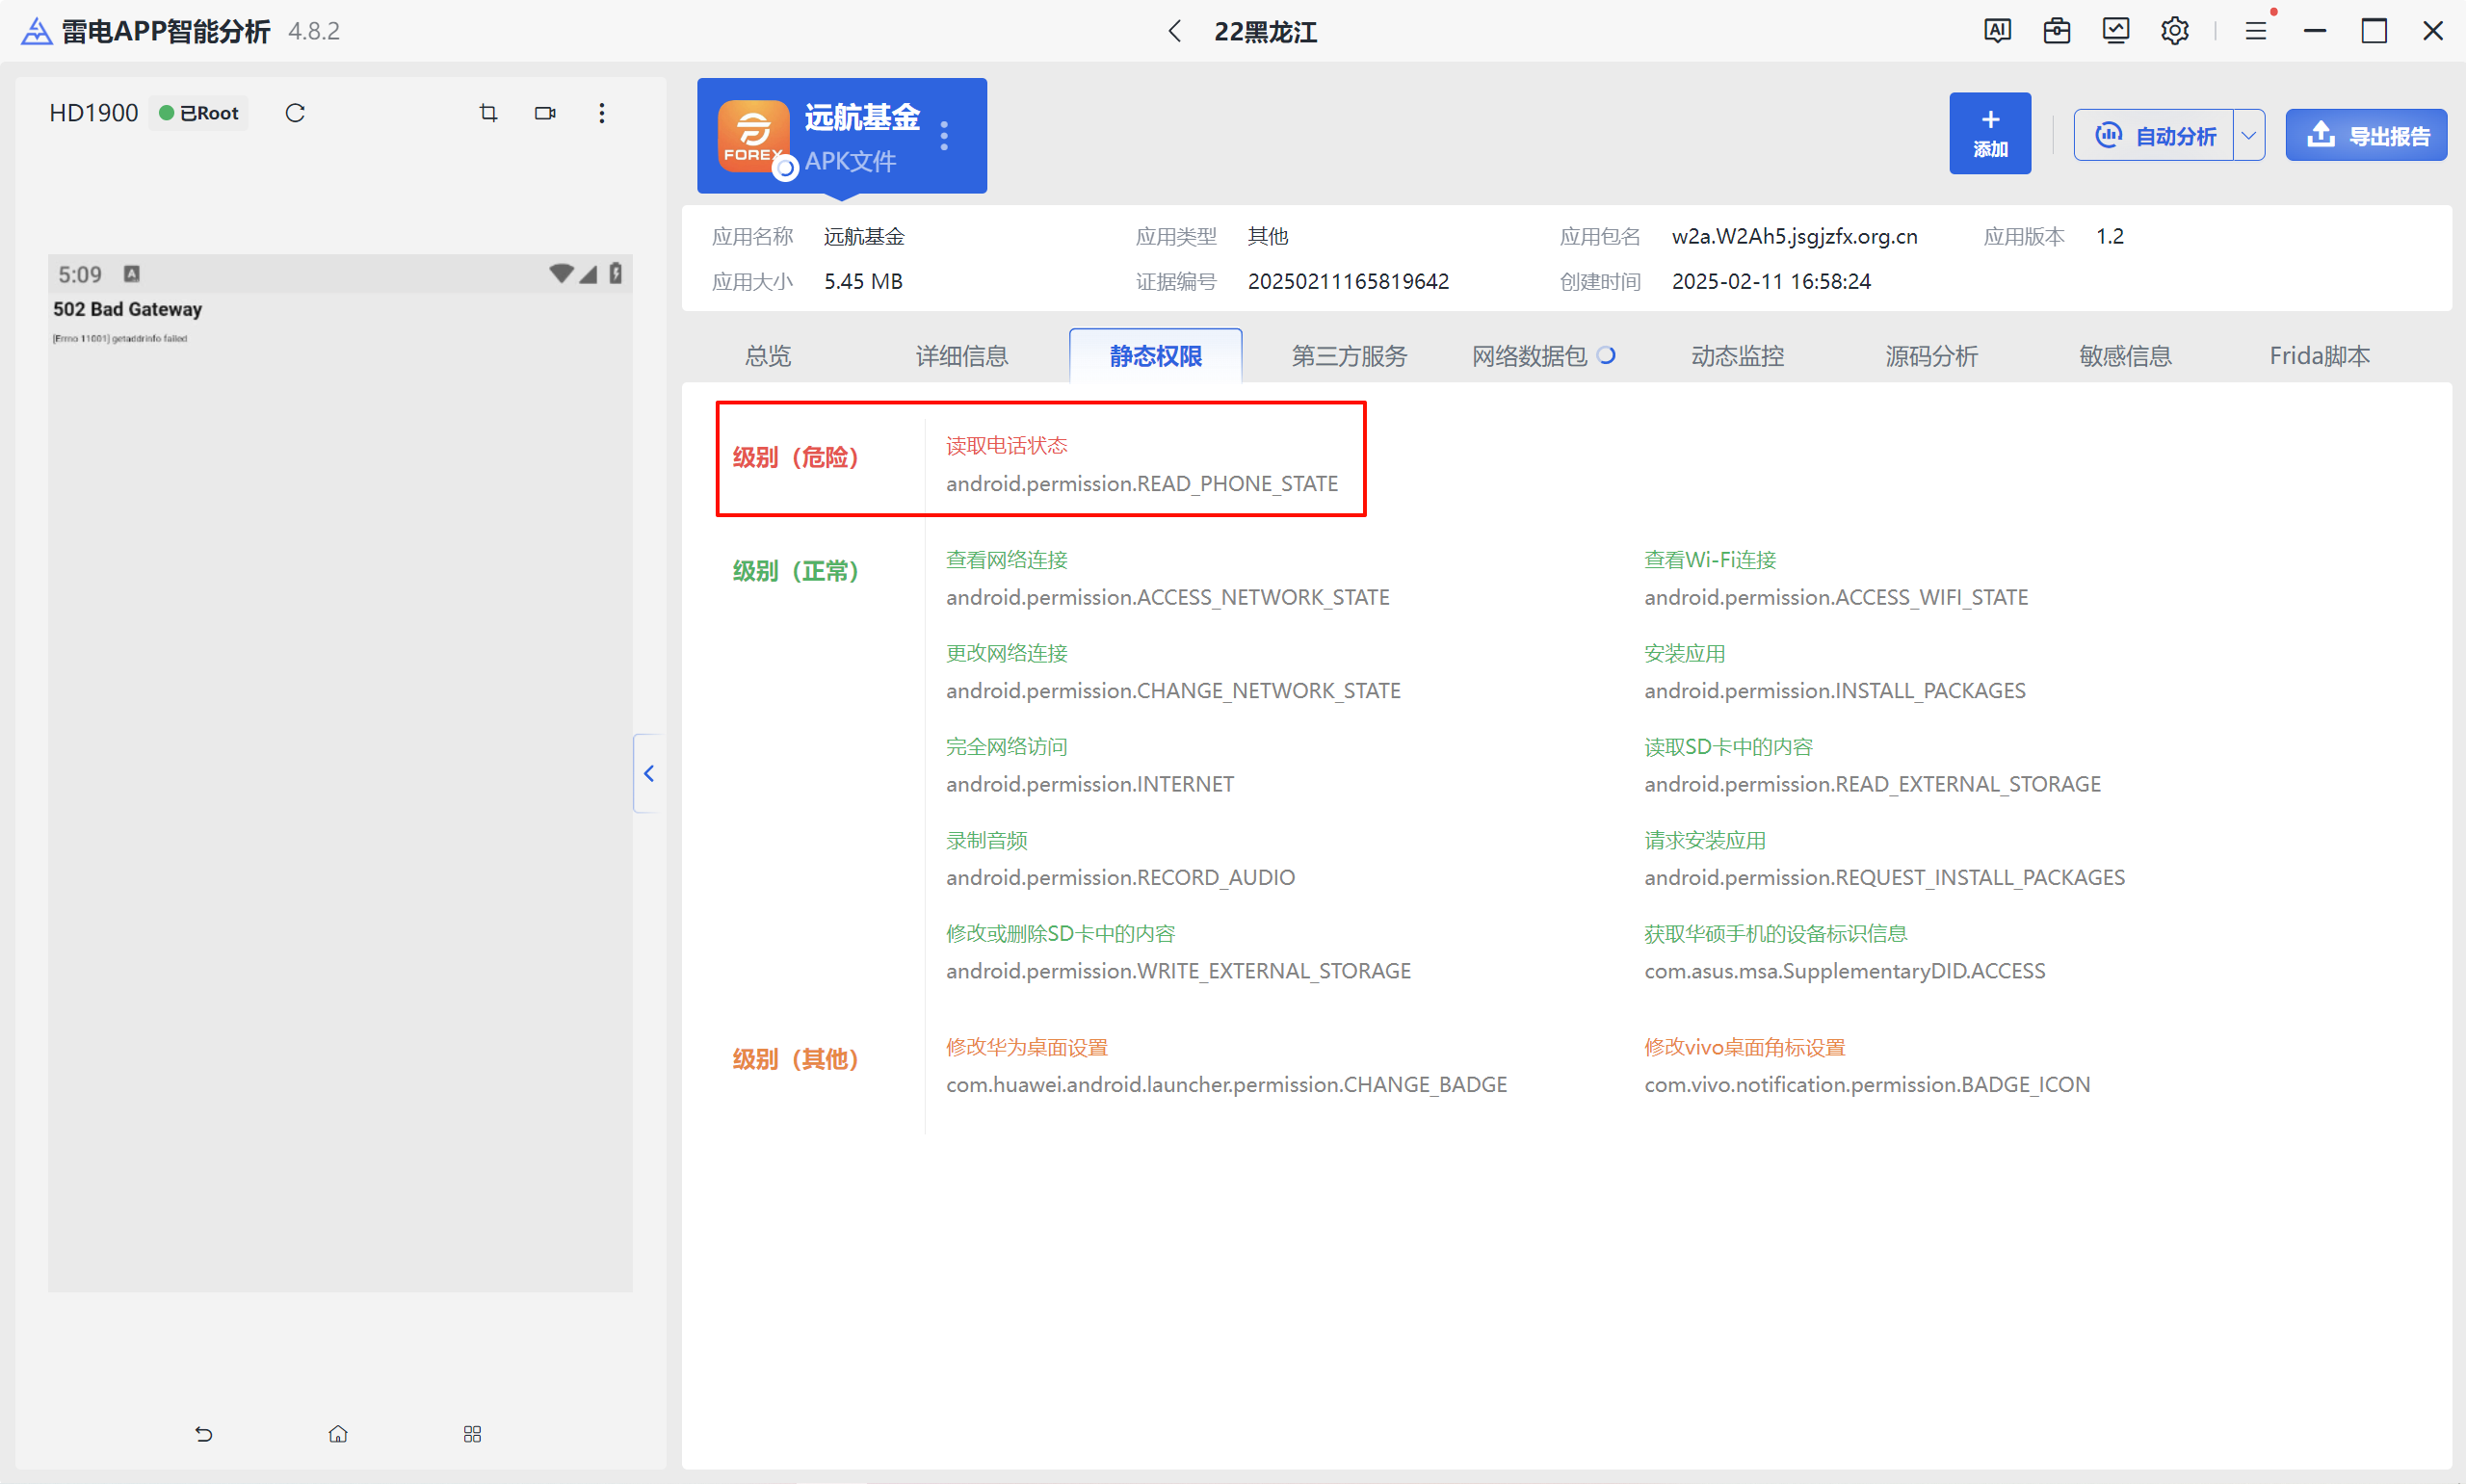 雷电APP智能分析 4.8.2
22黑龙江
AI
HD1900 已Root
5:09 A
502 Bad Gateway
[Errno 11001] getaddrinfo failed
FOREX
远航基金
APK文件
添加
自动分析
导出报告
应用名称 远航基金 应用类型 其他 应用包名 w2a.W2Ah5.jsgjzfx.org.cn 应用版本 1.2
应用大小 5.45 MB 证据编号 20250211165819642 创建时间 2025-02-11 16:58:24
总览 详细信息 静态权限 第三方服务 网络数据包 动态监控 源码分析 敏感信息 Frida脚本
级别（危险）
读取电话状态
android.permission.READ_PHONE_STATE
级别（正常）
查看网络连接 查看Wi-Fi连接
android.permission.ACCESS_NETWORK_STATE android.permission.ACCESS_WIFI_STATE
更改网络连接 安装应用
android.permission.CHANGE_NETWORK_STATE android.permission.INSTALL_PACKAGES
完全网络访问 读取SD卡中的内容
android.permission.INTERNET android.permission.READ_EXTERNAL_STORAGE
录制音频 请求安装应用
android.permission.RECORD_AUDIO android.permission.REQUEST_INSTALL_PACKAGES
修改或删除SD卡中的内容 获取华硕手机的设备标识信息
android.permission.WRITE_EXTERNAL_STORAGE com.asus.msa.SupplementaryDID.ACCESS
级别（其他）
修改华为桌面设置 修改vivo桌面角标设置
com.huawei.android.launcher.permission.CHANGE_BADGE com.vivo.notification.permission.BADGE_ICON